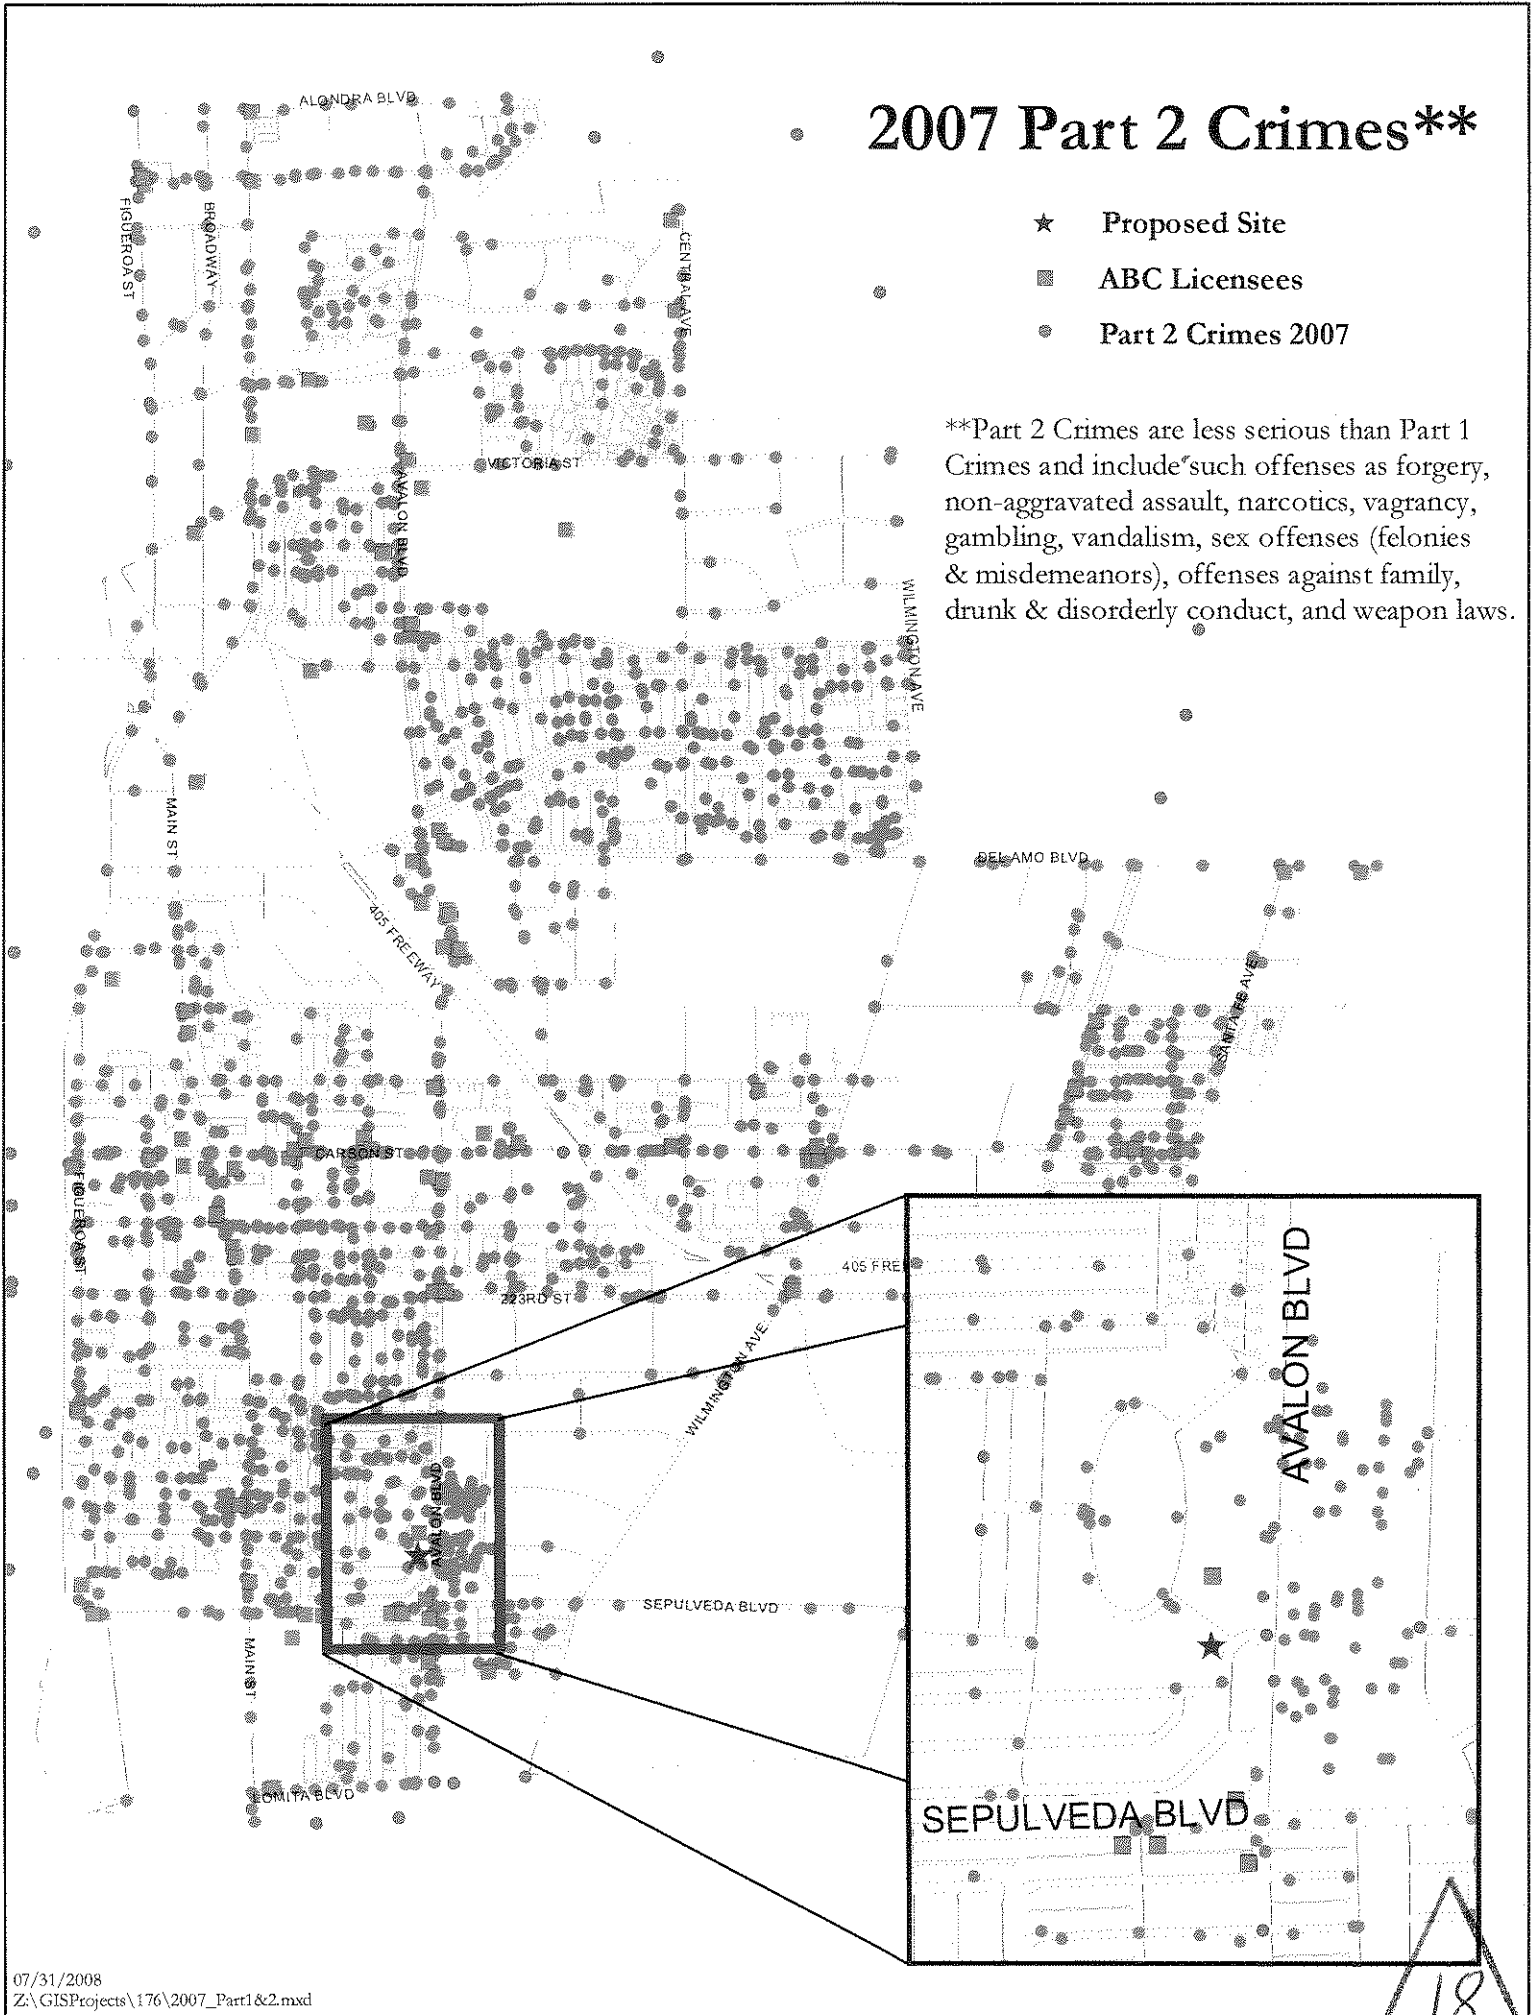 2007 Part 2 Crimes**
Proposed Site
ABC Licensees
Part 2 Crimes 2007
**Part 2 Crimes are less serious than Part 1
Crimes and include such offenses as forgery,
non-aggravated assault, narcotics, vagrancy,
gambling, vandalism, sex offenses (felonies
& misdemeanors), offenses against family,
drunk & disorderly conduct, and weapon laws.
ALONDRA BLVD
FIGUEROA ST
BROADWAY
CENTRAL AVE
VICTORIA ST
AVALON BLVD
WILMINGTON AVE
MAIN ST
DEL AMO BLVD
405 FREEWAY
SANTA FE AVE
CARSON ST
FIGUEROA ST
405 FRE
223RD ST
WILMINGTON AVE
AVALON BLVD
SEPULVEDA BLVD
MAIN ST
LOMITA BLVD
AVALON BLVD
SEPULVEDA BLVD
07/31/2008
Z:\GISProjects\176\2007_Part1&2.mxd
18